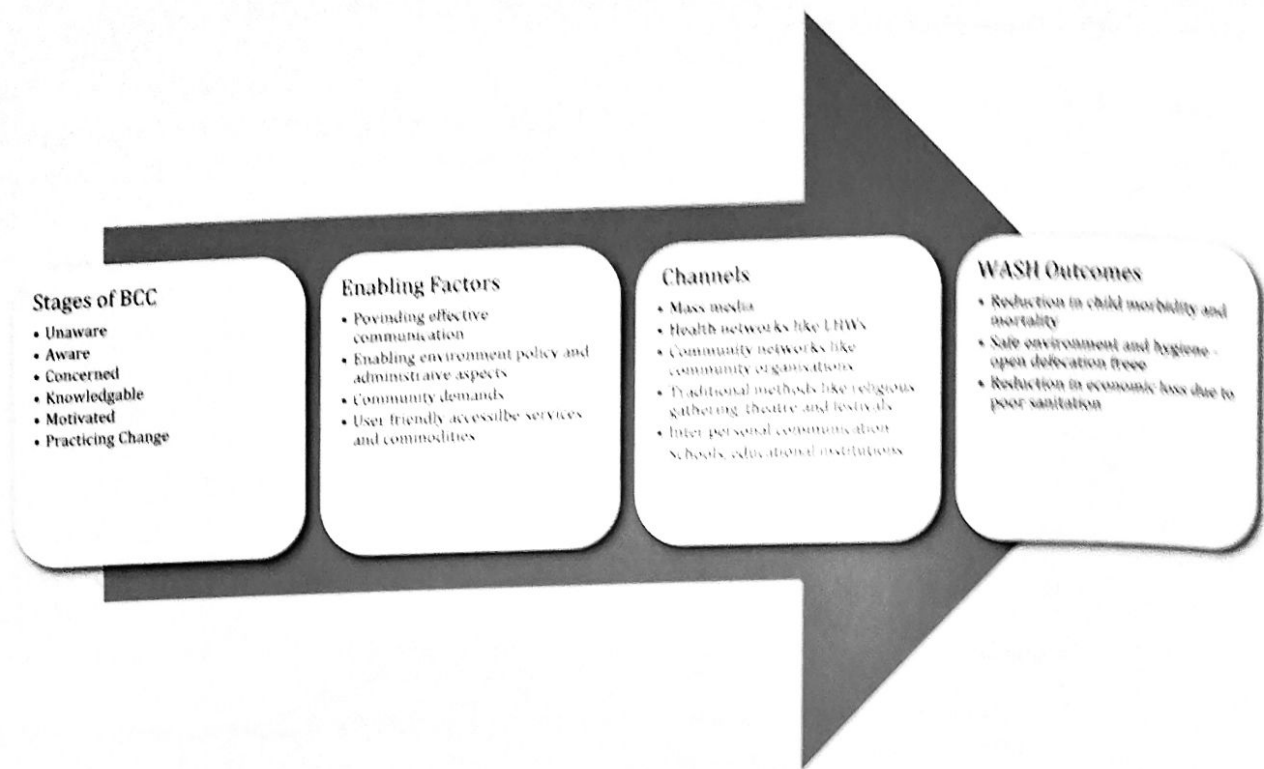 Stages of BCC
• Unaware
• Aware
• Concerned
• Knowledgable
• Motivated
• Practicing Change
Enabling Factors
• Povinding effective
communication
• Enabling environment policy and
administraive aspects
• Community demands
• User friendly accessilbe services
and commodities
Channels
• Mass media
• Health networks like LHWs
• Community networks like
community organisations
• Traditional methods like religious
gathering, theatre and festivals
• Inter personal communication
schools, educational institutions
WASH Outcomes
• Reduction in child morbidity and
mortality
• Safe environment and hygiene -
open defecation freee
• Reduction in economic loss due to
poor sanitation